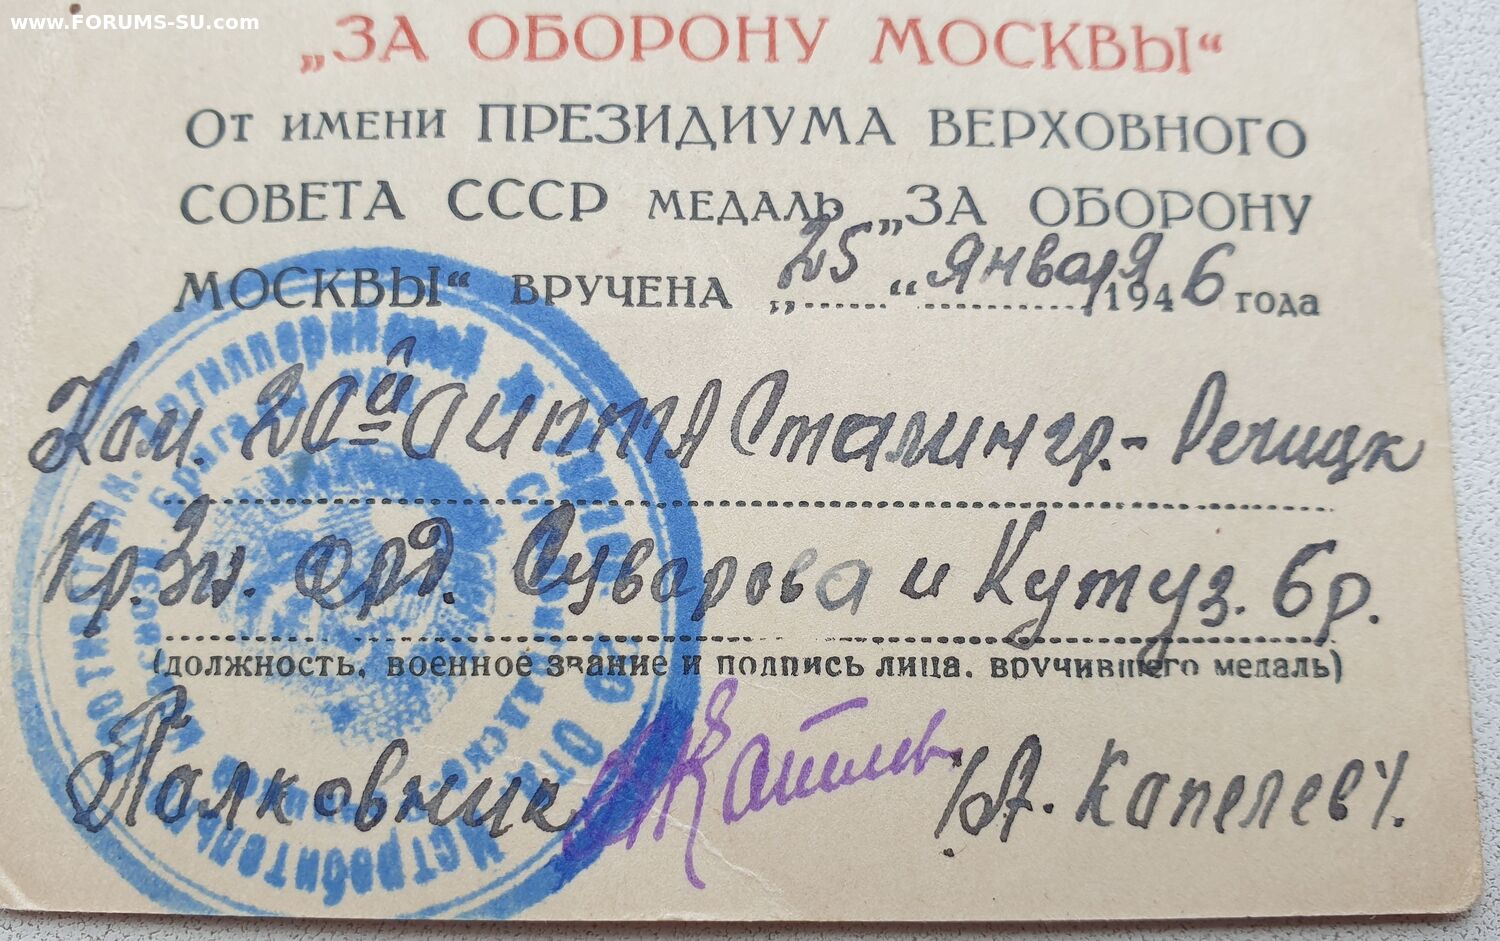 www.FORUMS-SU.com
„ЗА ОБОРОНУ МОСКВЫ“
От имени ПРЕЗИДИУМА ВЕРХОВНОГО
СОВЕТА СССР медаль „ЗА ОБОРОНУ
МОСКВЫ“ вручена „25“ января 1946 года
Ком. 20й оиптА Сталингр.- Речицк
Кр.Зн. орд. Суворова и Кутуз. бр.
(должность, военное звание и подпись лица, вручившего медаль)
Полковник
/А. Капелев/.